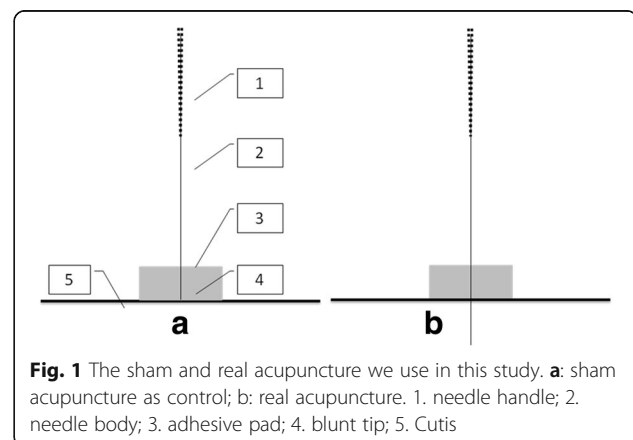 1
2
3
5
4
a
b
Fig. 1 The sham and real acupuncture we use in this study. a: sham
acupuncture as control; b: real acupuncture. 1. needle handle; 2.
needle body; 3. adhesive pad; 4. blunt tip; 5. Cutis